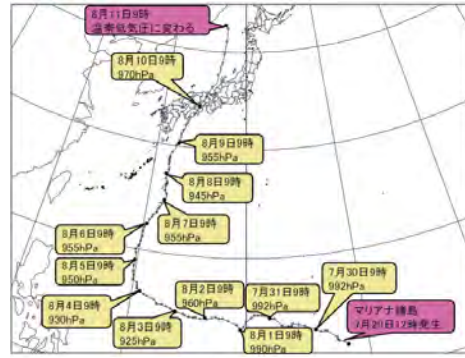 8月11日9時
温帯低気圧に変わる
8月10日9時
970hPa
8月9日9時
955hPa
8月8日9時
945hPa
8月7日9時
955hPa
8月6日9時
955hPa
8月5日9時
950hPa
8月4日9時
930hPa
8月3日9時
925hPa
8月2日9時
960hPa
8月1日9時
990hPa
7月31日9時
992hPa
7月30日9時
992hPa
マリアナ諸島
7月29日12時発生